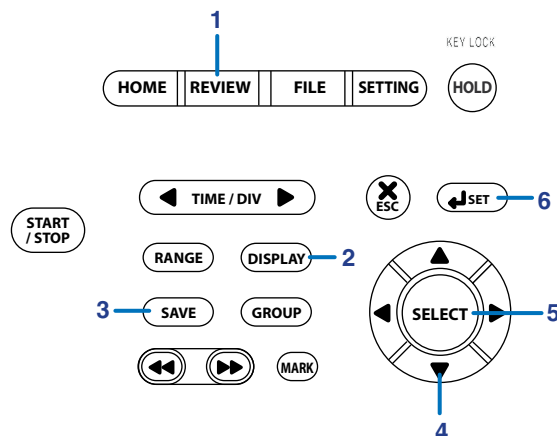 1
KEY LOCK
HOME REVIEW FILE SETTING HOLD
TIME / DIV ESC SET 6
START
/ STOP
RANGE DISPLAY 2
3 SAVE GROUP SELECT 5
MARK
4